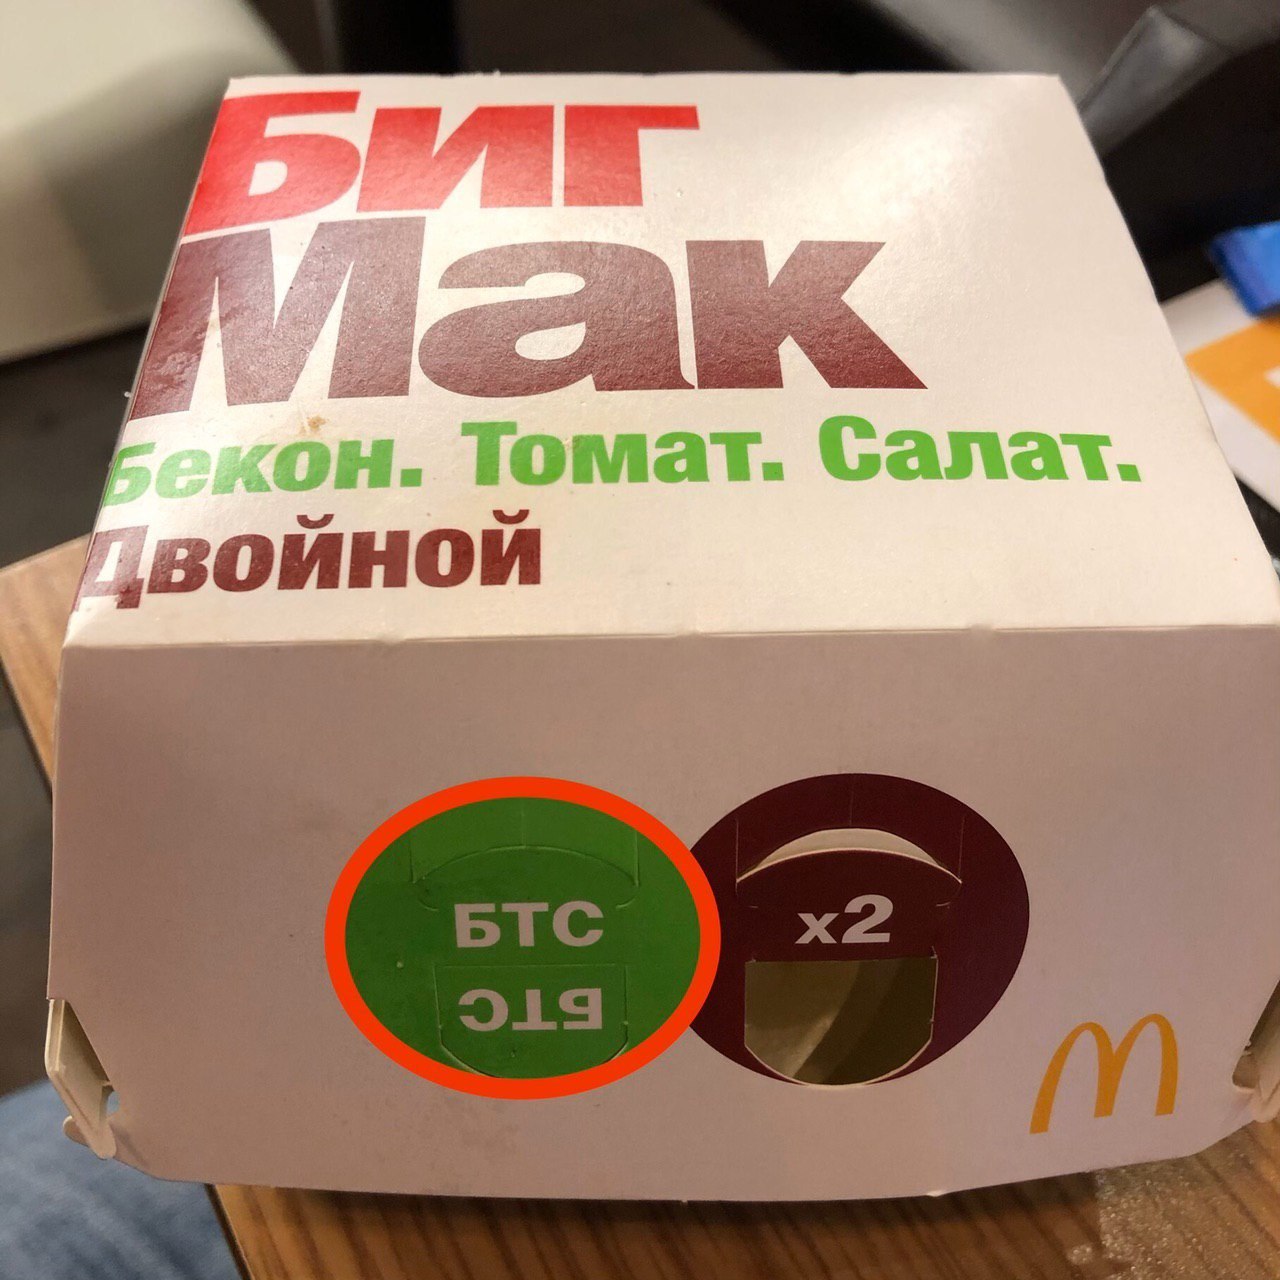 Биг
Мак
Бекон. Томат. Салат.
Двойной
БТС
x2
БТС